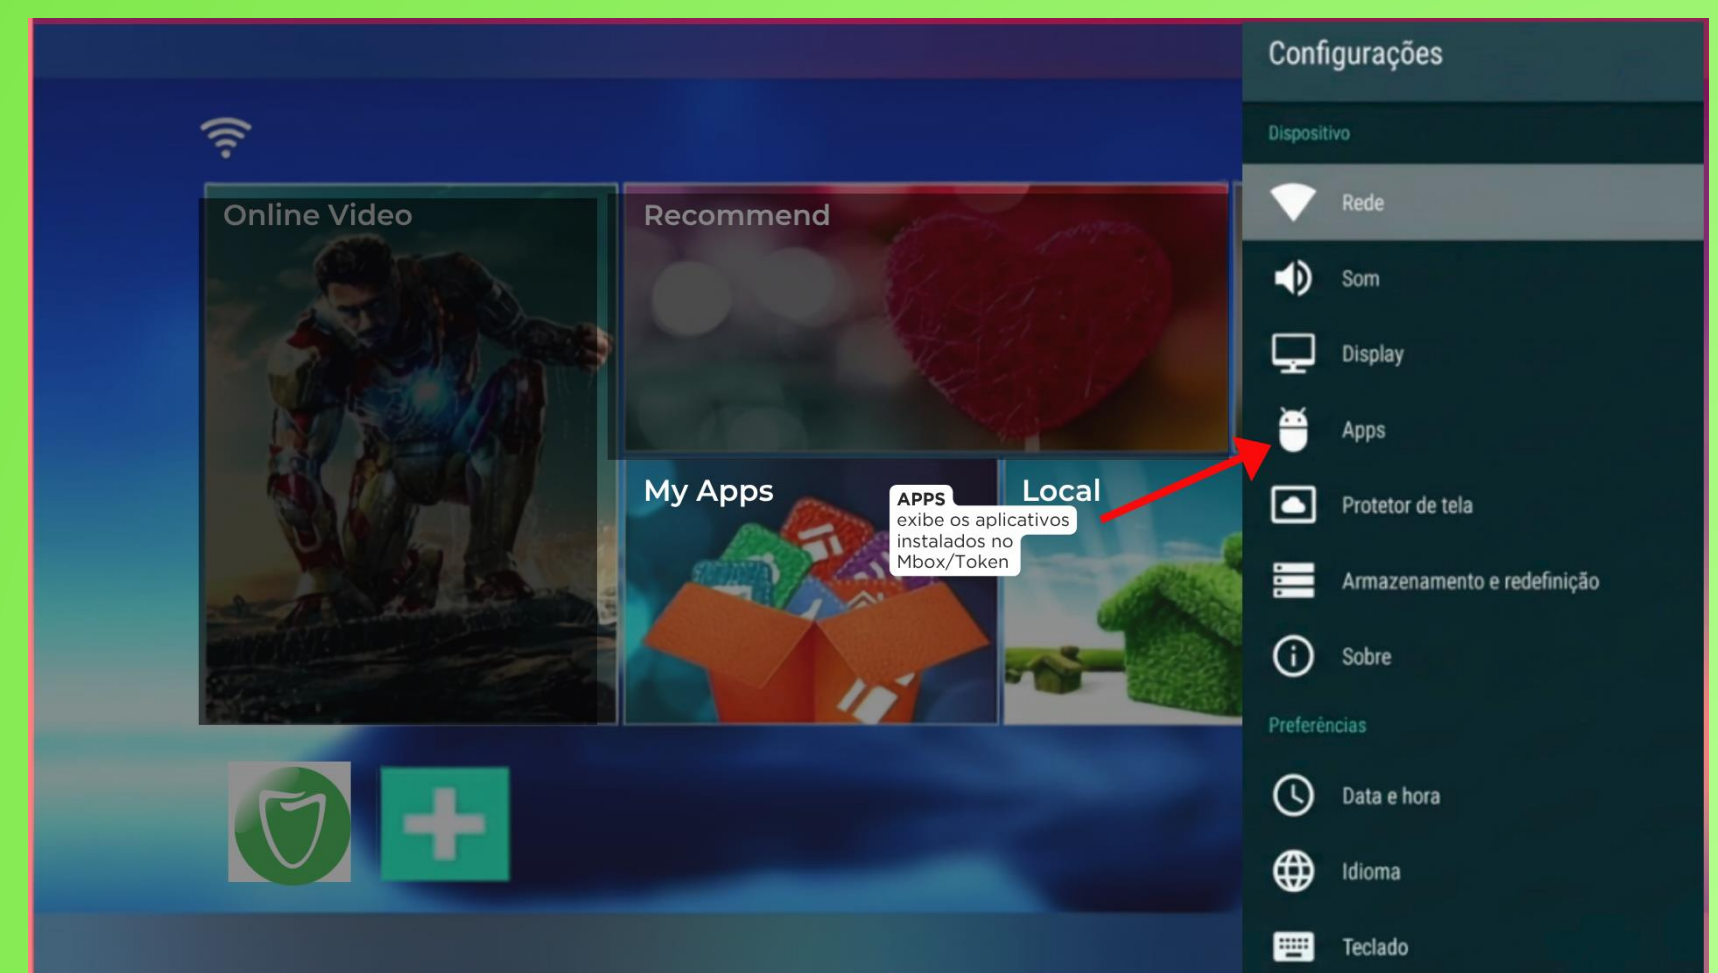 Configurações
Dispositivo
Online Video
Recommend
Rede
Som
Display
Apps
My Apps
APPS
exibe os aplicativos
instalados no
Mbox/Token
Local
Protetor de tela
Armazenamento e redefinição
Sobre
Preferências
Data e hora
Idioma
Teclado